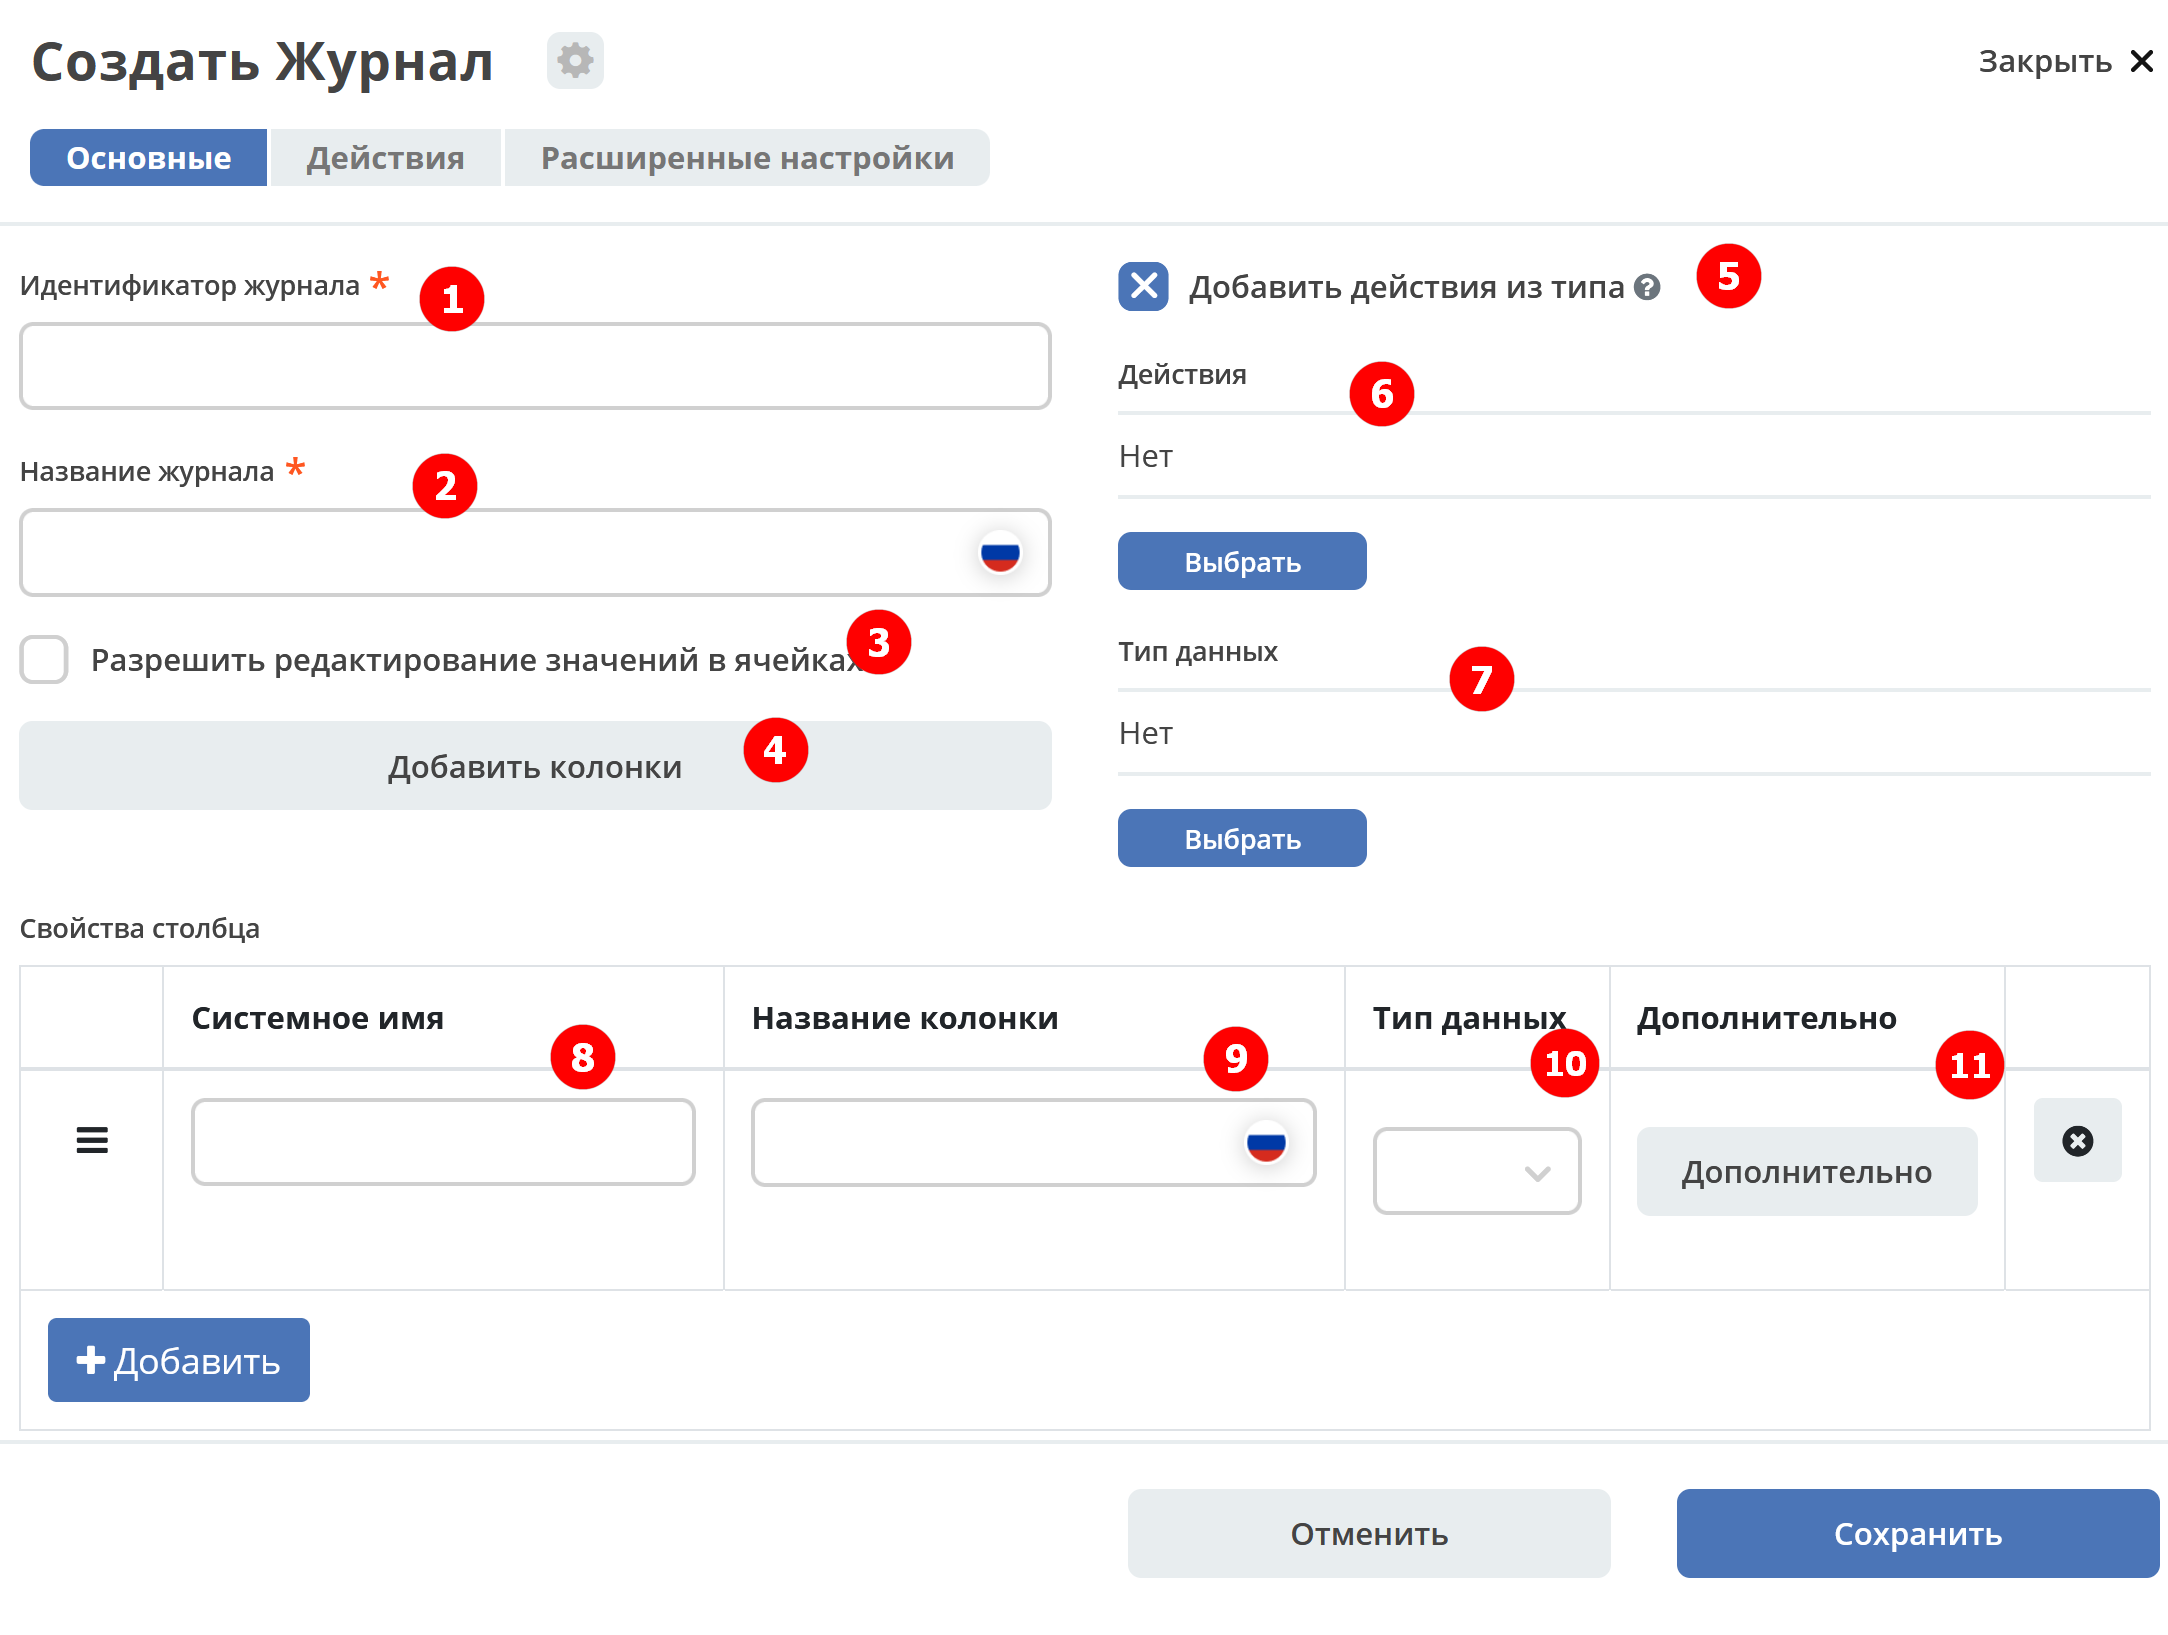 Создать Журнал
Закрыть
Основные
Действия
Расширенные настройки
Идентификатор журнала *
1
Название журнала *
2
Разрешить редактирование значений в ячейках
3
Добавить колонки
4
Добавить действия из типа ?
5
Действия
6
Нет
Выбрать
Тип данных
7
Нет
Выбрать
Свойства столбца
Системное имя
Название колонки
Тип данных
Дополнительно
8
9
10
11
Дополнительно
Добавить
Отменить
Сохранить